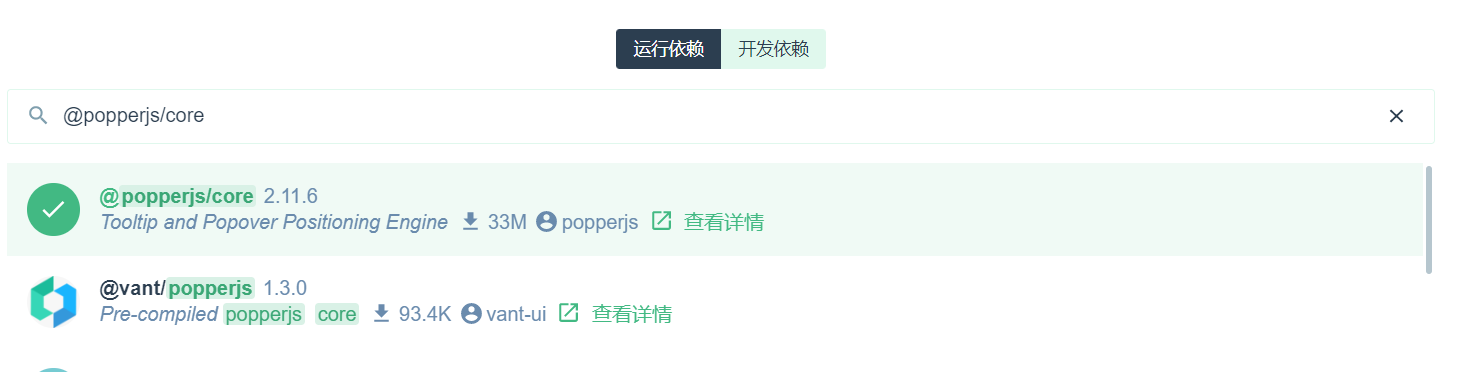 运行依赖 开发依赖
@popperjs/core
@popperjs/core 2.11.6
Tooltip and Popover Positioning Engine 33M popperjs 查看详情
@vant/popperjs 1.3.0
Pre-compiled popperjs core 93.4K vant-ui 查看详情